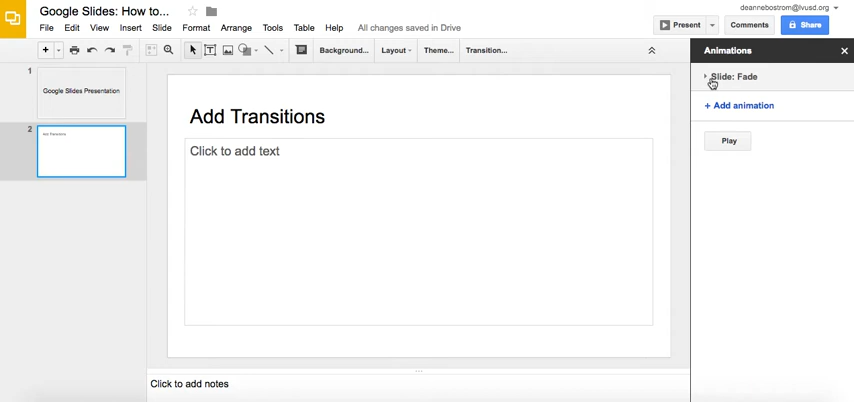 Google Slides: How to...
deannebostrom@lvusd.org
File Edit View Insert Slide Format Arrange Tools Table Help All changes saved in Drive
Present Comments Share
Background... Layout Theme... Transition...
Animations
1
Google Slides Presentation
Slide: Fade
+ Add animation
Play
2
Add Transitions
Add Transitions
Click to add text
Click to add notes